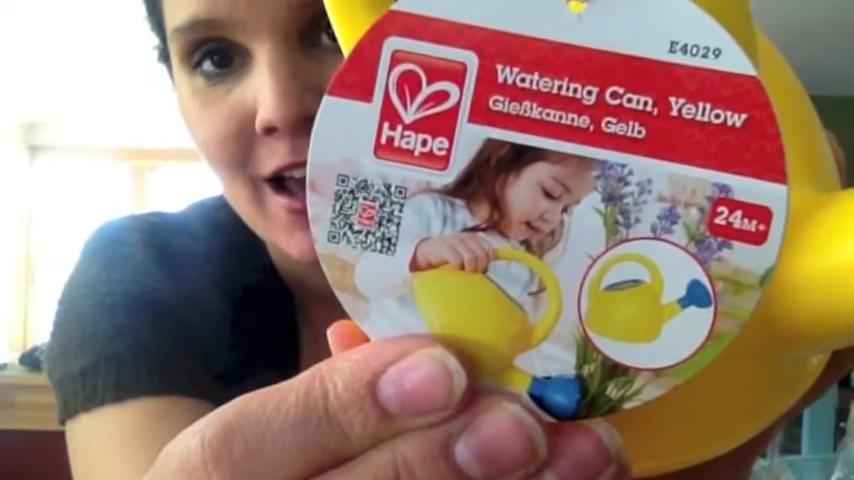 E4029
Watering Can, Yellow
Gießkanne, Gelb
Hape
24M+